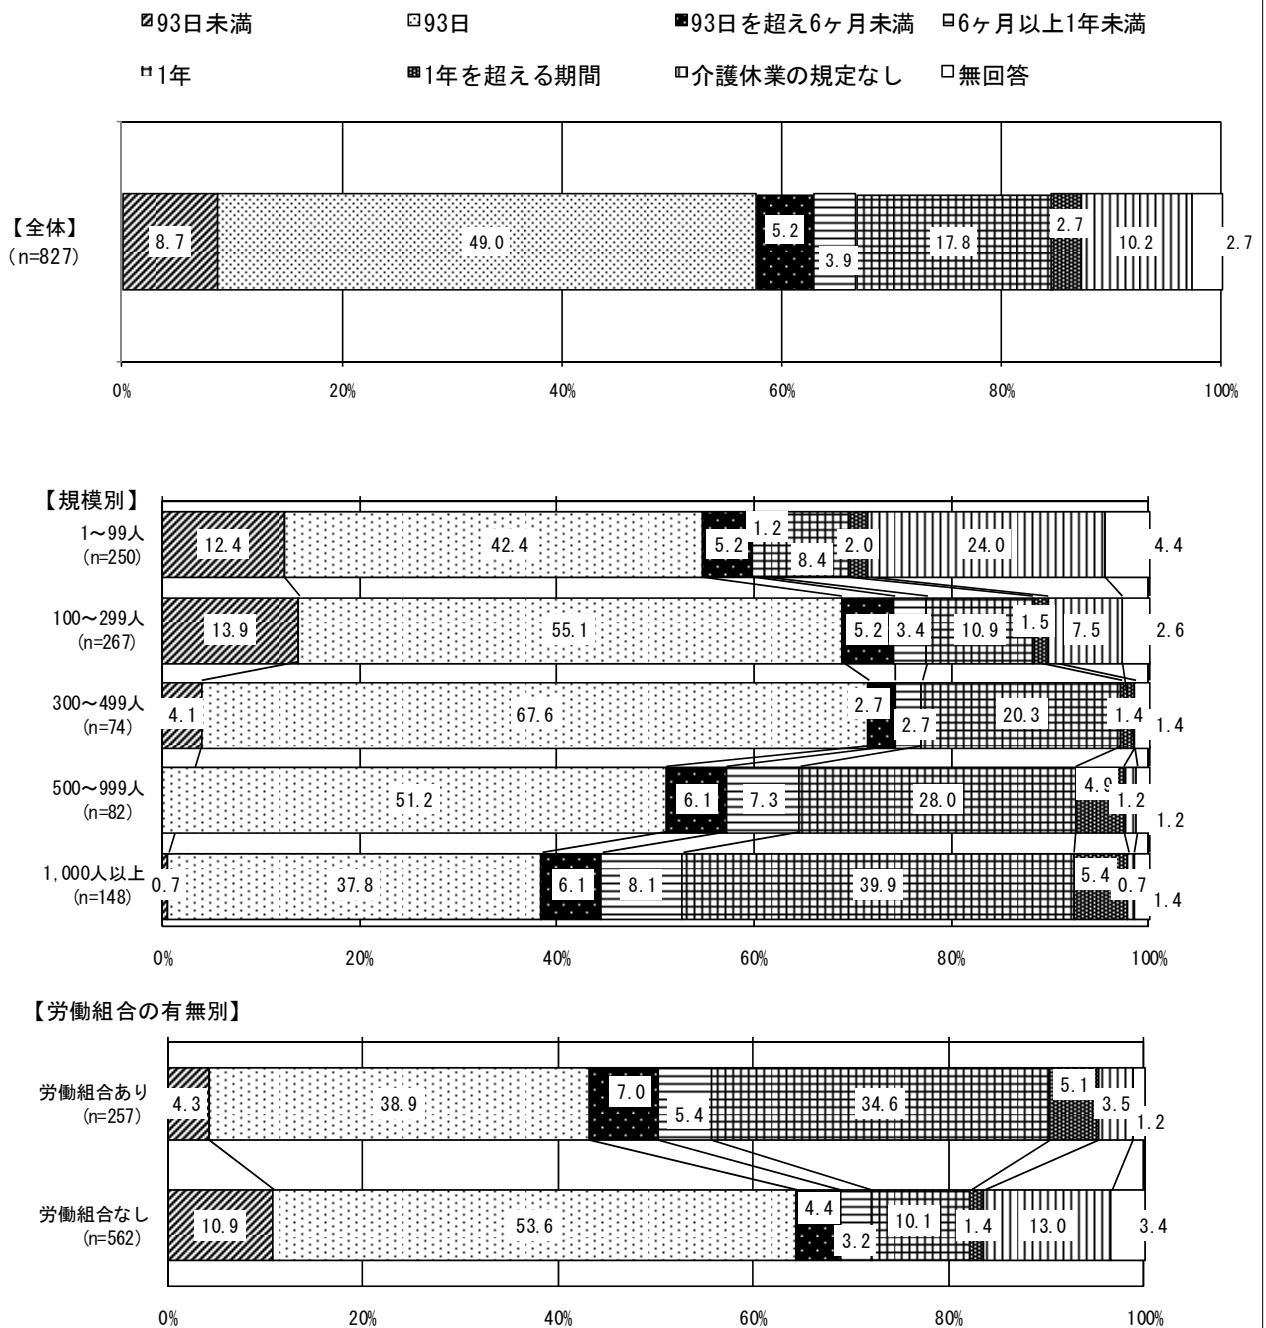 93日未満 93日 93日を超え6ヶ月未満 6ヶ月以上1年未満
1年 1年を超える期間 介護休業の規定なし 無回答
【全体】
(n=827)
8.7 49.0 5.2 3.9 17.8 2.7 10.2 2.7
0% 20% 40% 60% 80% 100%
【規模別】
1～99人
(n=250)
12.4 42.4 5.2 1.2 8.4 2.0 24.0 4.4
100～299人
(n=267)
13.9 55.1 5.2 3.4 10.9 1.5 7.5 2.6
300～499人
(n=74)
4.1 67.6 2.7 2.7 20.3 1.4 1.4
500～999人
(n=82)
51.2 6.1 7.3 28.0 4.9 1.2 1.2
1,000人以上
(n=148)
0.7 37.8 6.1 8.1 39.9 5.4 0.7 1.4
0% 20% 40% 60% 80% 100%
【労働組合の有無別】
労働組合あり
(n=257)
4.3 38.9 7.0 5.4 34.6 5.1 3.5 1.2
労働組合なし
(n=562)
10.9 53.6 4.4 3.2 10.1 1.4 13.0 3.4
0% 20% 40% 60% 80% 100%